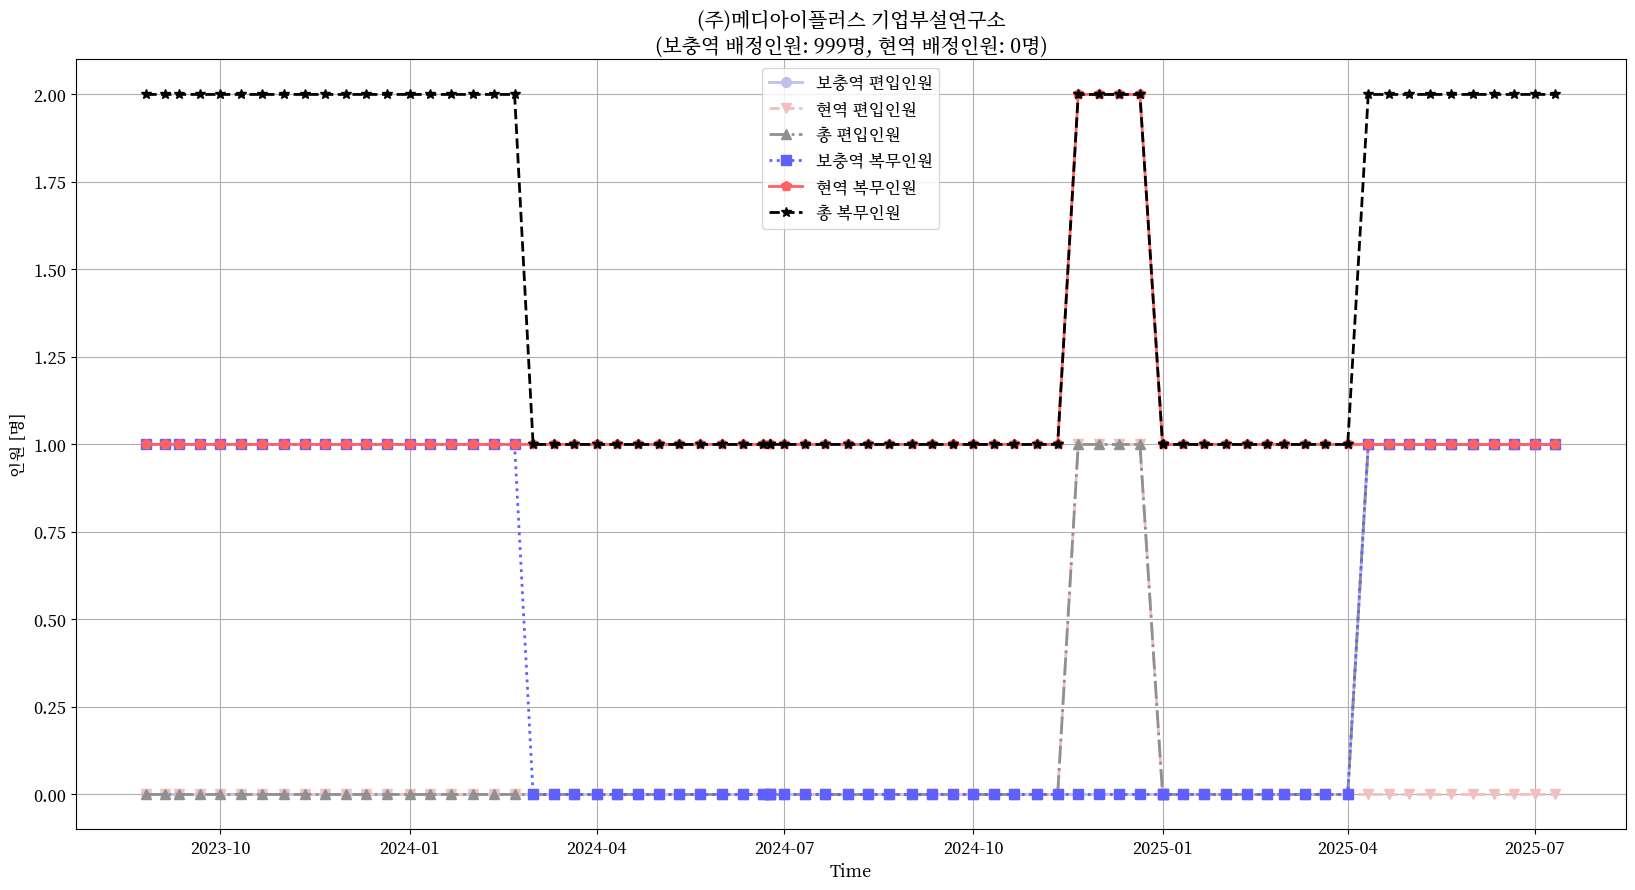 (주)메디아이플러스 기업부설연구소
(보충역 배정인원: 999명, 현역 배정인원: 0명)
보충역 편입인원
현역 편입인원
총 편입인원
보충역 복무인원
현역 복무인원
총 복무인원
인원 [명]
2.00
1.75
1.50
1.25
1.00
0.75
0.50
0.25
0.00
2023-10
2024-01
2024-04
2024-07
2024-10
2025-01
2025-04
2025-07
Time